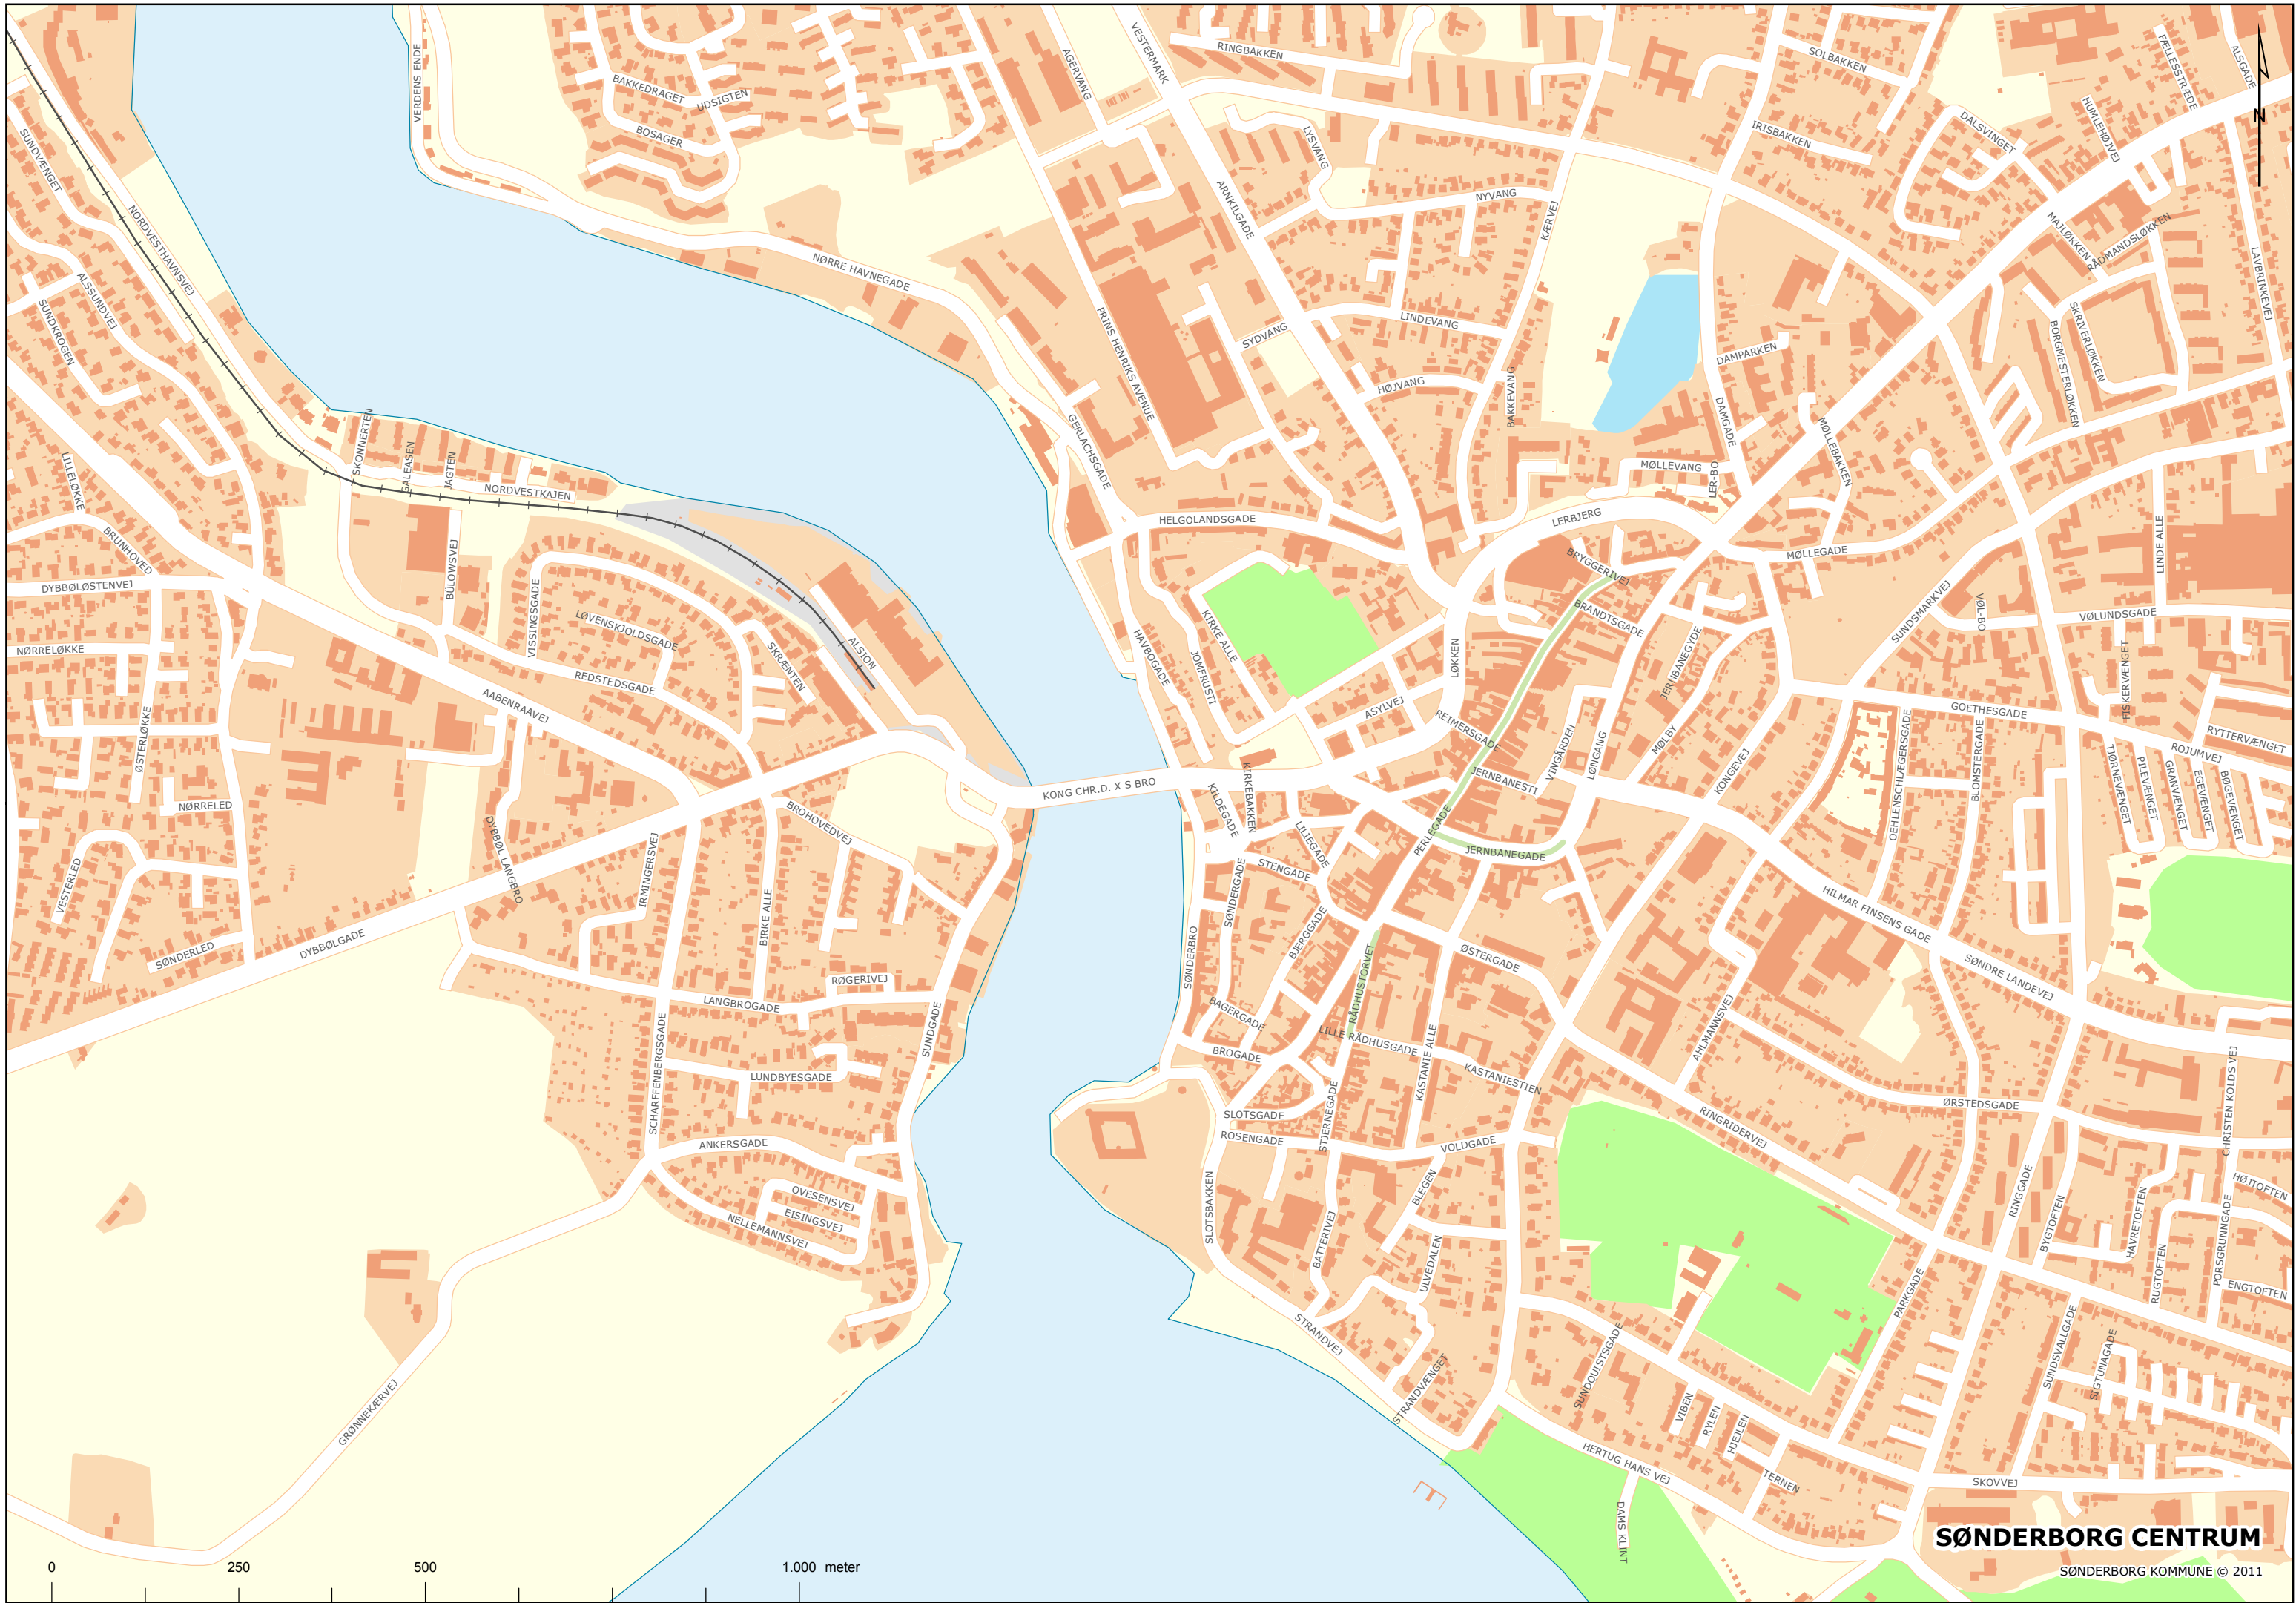 VERDENS ENDE
BAKKEDRAGET
UDSIGTEN
BOSAGER
AGERVANG
VESTERMARK
RINGBAKKEN
SOLBAKKEN
FÆLLESSTRÆDE
ALSGADE
N
HUMLEHØJVEJ
DALSVINGET
IRISBAKKEN
LYSVANG
SUNDVÆNGET
NORDVESTHAVNSVEJ
ARNKILGADE
NYVANG
KÆRVEJ
MAJLØKKEN
RÅDMANDSLØKKEN
LAVBRINKEVEJ
NØRRE HAVNEGADE
ALSSUNDVEJ
SUNDKROGEN
PRINS HENRIKS AVENUE
SYDVANG
LINDEVANG
DAMPARKEN
SKRIVERLØKKEN
BORGMESTERLØKKEN
HØJVANG
BAKKEVANG
DAMGADE
MØLLEBAKKEN
GERLACHSGADE
SKONNERTEN
GALEASEN
JAGTEN
NORDVESTKAJEN
LILLELØKKE
MØLLEVANG
LER-BO
BRUNHOVED
HELGOLANDSGADE
LERBJERG
BRYGGERIVEJ
MØLLEGADE
LINDE ALLE
DYBBØLØSTENVEJ
BÜLOWSVEJ
VISSINGSGADE
LØVENSKJOLDSGADE
BRANDTSGADE
SUNDSMARKVEJ
VØL-BO
VØLUNDSGADE
NØRRELØKKE
REDSTEDSGADE
SKRÆNTEN
ALSION
HAVBOGADE
JOMFRUSTI
KIRKE ALLE
LØKKEN
JERNBANEGYDE
FISKERVÆNGET
AABENRAAVEJ
ØSTERLØKKE
ASYLVEJ
REIMERSGADE
VINGÅRDEN
LØNGANG
MØLBY
KONGEVEJ
GOETHESGADE
OEHLENSCHLÆGERSGADE
BLOMSTERGADE
RYTTERVÆNGET
ROJUMVEJ
TJØRNEVÆNGET
PILEVÆNGET
GRANVÆNGET
EGEVÆNGET
BØGEVÆNGET
KONG CHR.D. X S BRO
JERNBANESTI
NØRRELED
DYBBØL LANGBRO
BROHOVEDVEJ
KILDEGADE
KIRKEBAKKEN
LILIEGADE
PERLEGADE
JERNBANEGADE
VESTERLED
IRMINGERSVEJ
BIRKE ALLE
STENGADE
SØNDERGADE
HILMAR FINSENS GADE
SØNDERLED
DYBBØLGADE
SØNDERBRO
BJERGGADE
RÅDHUSTORVET
ØSTERGADE
SØNDRE LANDEVEJ
RØGERIVEJ
LANGBROGADE
SUNDGADE
BAGERGADE
LILLE RÅDHUSGADE
AHLMANNSVEJ
SCHARFFENBERGSGADE
BROGADE
KASTANIE ALLE
KASTANIESTIEN
LUNDBYESGADE
ØRSTEDSGADE
CHRISTEN KOLDS VEJ
SLOTSGADE
STJERNEGADE
RINGRIDERVEJ
ANKERSGADE
ROSENGADE
VOLDGADE
OVESENSVEJ
EISINGSVEJ
NELLEMANNSVEJ
SLOTSBAKKEN
BLEGEN
RINGGADE
BYGTOFTEN
HAVRETOFTEN
RUGTOFTEN
PORSGRUNGADE
HØJTOFTEN
ENGTOFTEN
BATTERIVEJ
ULVEDALEN
PARKGADE
STRANDVEJ
STRANDVÆNGET
SUNDQUISTSGADE
SUNDSVALLGADE
SIGTUNAGADE
GRØNNEKÆRVEJ
VIBEN
RYLEN
HJEJLEN
TERNEN
HERTUG HANS VEJ
DAMS KLINT
SKOVVEJ
SØNDERBORG CENTRUM
SØNDERBORG KOMMUNE © 2011
0 250 500 1.000 meter